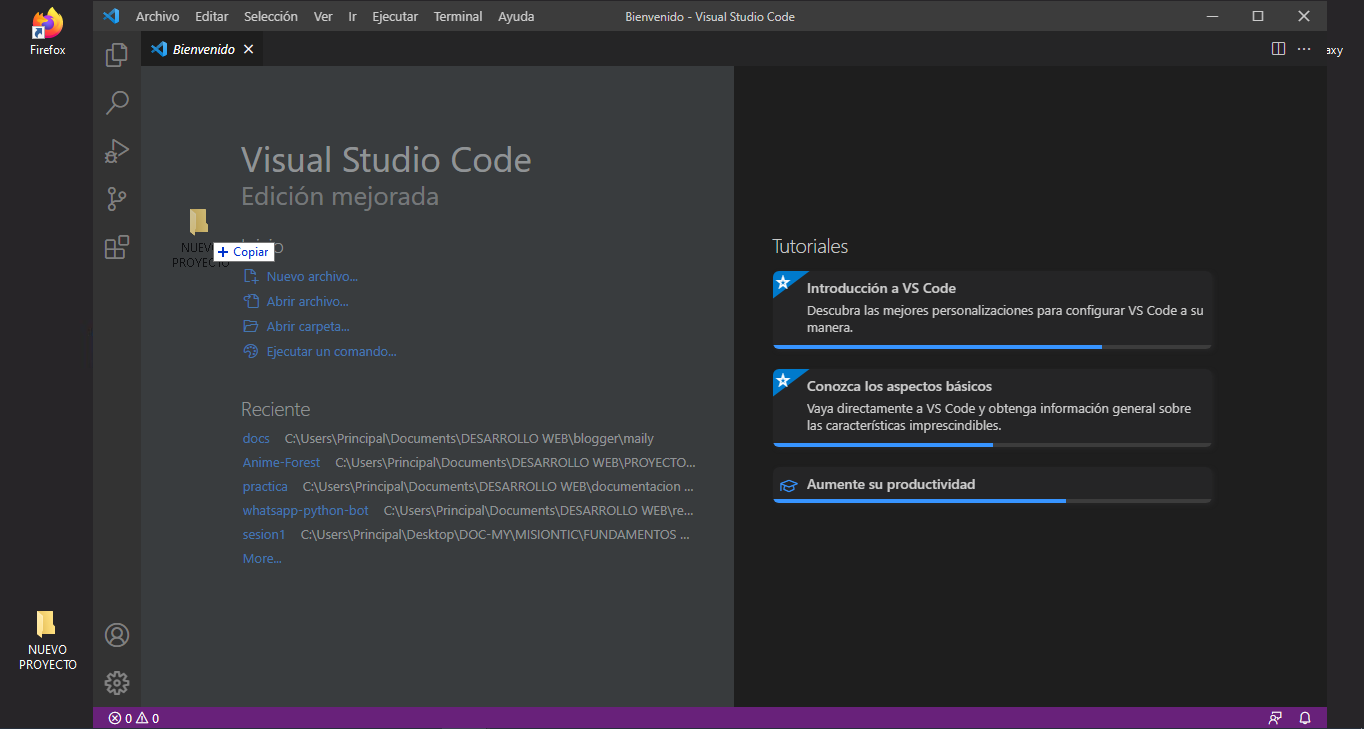 Firefox
Archivo Editar Selección Ver Ir Ejecutar Terminal Ayuda
Bienvenido - Visual Studio Code
Bienvenido
axy
Visual Studio Code
Edición mejorada
NUEV
PROYECTO
Copiar
Nuevo archivo...
Abrir archivo...
Abrir carpeta...
Ejecutar un comando...
Reciente
docs C:\Users\Principal\Documents\DESARROLLO WEB\blogger\maily
Anime-Forest C:\Users\Principal\Documents\DESARROLLO WEB\PROYECTO...
practica C:\Users\Principal\Documents\DESARROLLO WEB\documentacion ...
whatsapp-python-bot C:\Users\Principal\Documents\DESARROLLO WEB\re...
sesion1 C:\Users\Principal\Desktop\DOC-MY\MISIONTIC\FUNDAMENTOS ...
More...
Tutoriales
Introducción a VS Code
Descubra las mejores personalizaciones para configurar VS Code a su
manera.
Conozca los aspectos básicos
Vaya directamente a VS Code y obtenga información general sobre
las características imprescindibles.
Aumente su productividad
NUEVO
PROYECTO
0 0